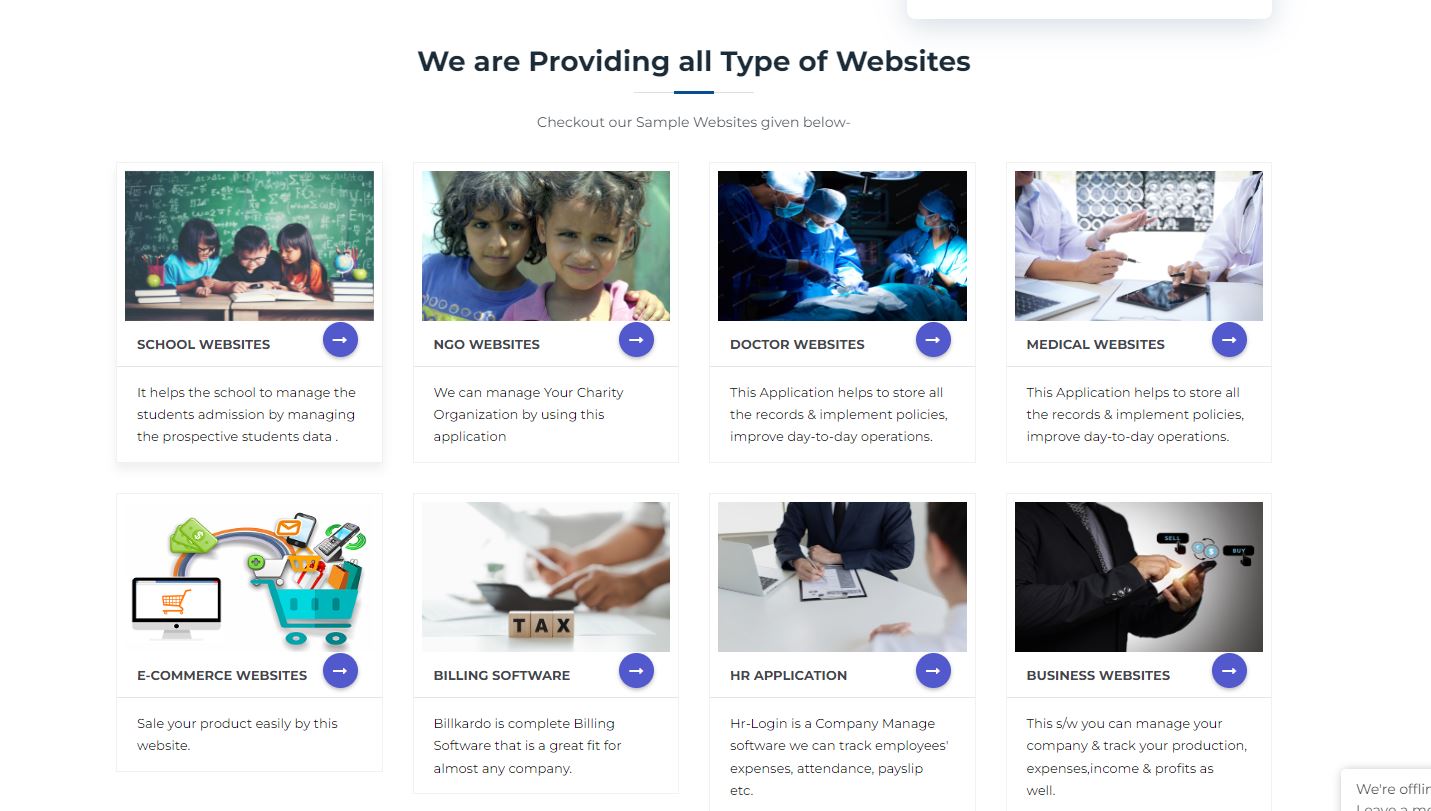 We are Providing all Type of Websites
Checkout our Sample Websites given below-
SCHOOL WEBSITES
It helps the school to manage the
students admission by managing
the prospective students data .
NGO WEBSITES
We can manage Your Charity
Organization by using this
application
DOCTOR WEBSITES
This Application helps to store all
the records & implement policies,
improve day-to-day operations.
MEDICAL WEBSITES
This Application helps to store all
the records & implement policies,
improve day-to-day operations.
E-COMMERCE WEBSITES
Sale your product easily by this
website.
TAX
BILLING SOFTWARE
Billkardo is complete Billing
Software that is a great fit for
almost any company.
HR APPLICATION
Hr-Login is a Company Manage
software we can track employees'
expenses, attendance, payslip
etc.
SELL
BUY
BUSINESS WEBSITES
This s/w you can manage your
company & track your production,
expenses,income & profits as
well.
We're offlin
Leave a me